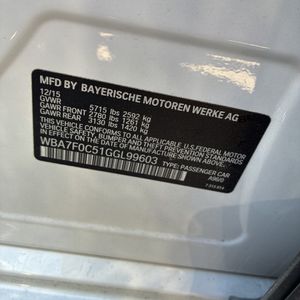 MFD BY BAYERISCHE MOTOREN WERKE AG
12/15
GVWR 5715 lbs 2592 kg
GAWR FRONT 2780 lbs 1261 kg
GAWR REAR 3130 lbs 1420 kg
THIS VEHICLE CONFORMS TO ALL APPLICABLE U.S. FEDERAL MOTOR
VEHICLE SAFETY, BUMPER AND THEFT PREVENTION STANDARDS IN
EFFECT ON THE DATE OF MANUFACTURE SHOWN ABOVE.
WBA7F0C51GGL99603 TYPE: PASSENGER CAR